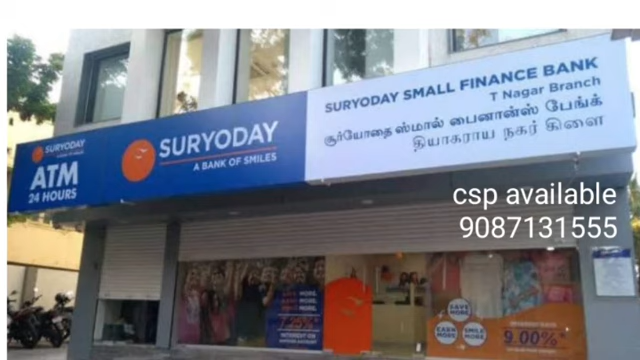 SURYODAY
ATM
24 HOURS
SURYODAY
A BANK OF SMILES
SURYODAY SMALL FINANCE BANK
T Nagar Branch
சூர்யோதை ஸ்மால் பைனான்ஸ் பேங்க்
தியாகராய நகர் கிளை
csp available
9087131555
SAVE
MORE
EARN
MORE
SMILE
MORE
9.00%*